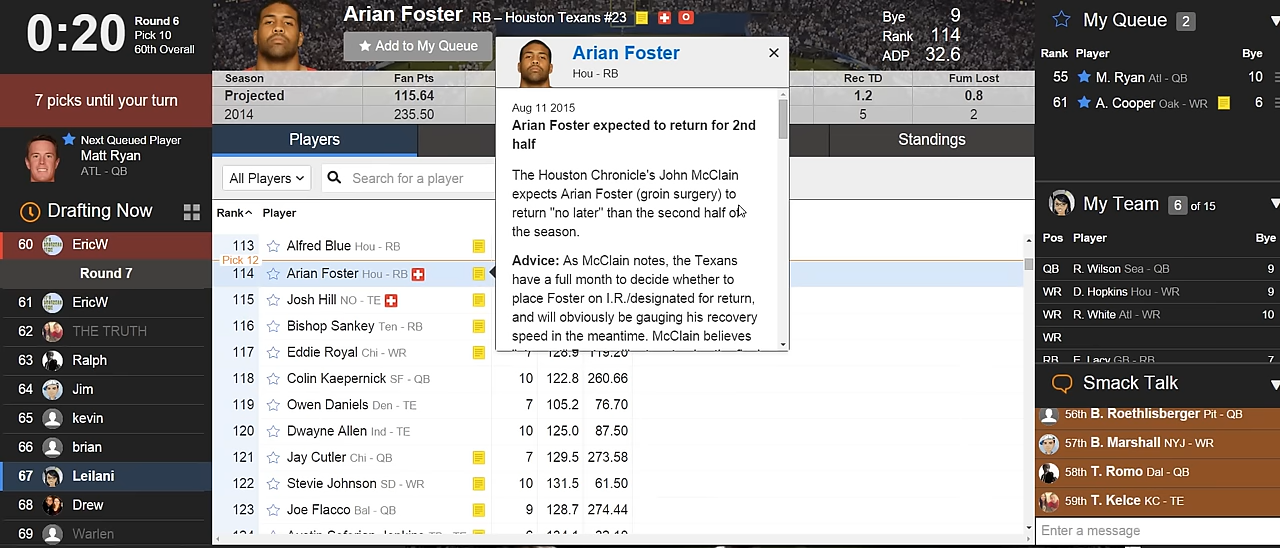 0:20
Round 6
Pick 10
60th Overall
7 picks until your turn
Next Queued Player
Matt Ryan
ATL - QB
Drafting Now
60 EricW
Round 7
61 EricW
62 THE TRUTH
63 Ralph
64 Jim
65 kevin
66 brian
67 Leilani
68 Drew
69 Warlen
Arian Foster RB – Houston Texans #23
Add to My Queue
Bye 9
Rank 114
ADP 32.6
Season Fan Pts Rec TD Fum Lost
Projected 115.64 1.2 0.8
2014 235.50 5 2
Players Standings
All Players Search for a player
Rank Player
113 Alfred Blue Hou - RB
Pick 12
114 Arian Foster Hou - RB
115 Josh Hill NO - TE
116 Bishop Sankey Ten - RB
117 Eddie Royal Chi - WR 7 128.9 119.20
118 Colin Kaepernick SF - QB 10 122.8 260.66
119 Owen Daniels Den - TE 7 105.2 76.70
120 Dwayne Allen Ind - TE 10 125.0 87.50
121 Jay Cutler Chi - QB 7 129.5 273.58
122 Stevie Johnson SD - WR 10 131.5 61.50
123 Joe Flacco Bal - QB 9 128.7 274.44
Arian Foster
Hou - RB
Aug 11 2015
Arian Foster expected to return for 2nd
half
The Houston Chronicle's John McClain
expects Arian Foster (groin surgery) to
return "no later" than the second half of
the season.
Advice: As McClain notes, the Texans
have a full month to decide whether to
place Foster on I.R./designated for return,
and will obviously be gauging his recovery
speed in the meantime. McClain believes
My Queue 2
Rank Player Bye
55 M. Ryan Atl - QB 10
61 A. Cooper Oak - WR 6
My Team 6 of 15
Pos Player Bye
QB R. Wilson Sea - QB 9
WR D. Hopkins Hou - WR 9
WR R. White Atl - WR 10
WR
RB E. Lacy GB - RB 7
Smack Talk
56th B. Roethlisberger Pit - QB
57th B. Marshall NYJ - WR
58th T. Romo Dal - QB
59th T. Kelce KC - TE
Enter a message